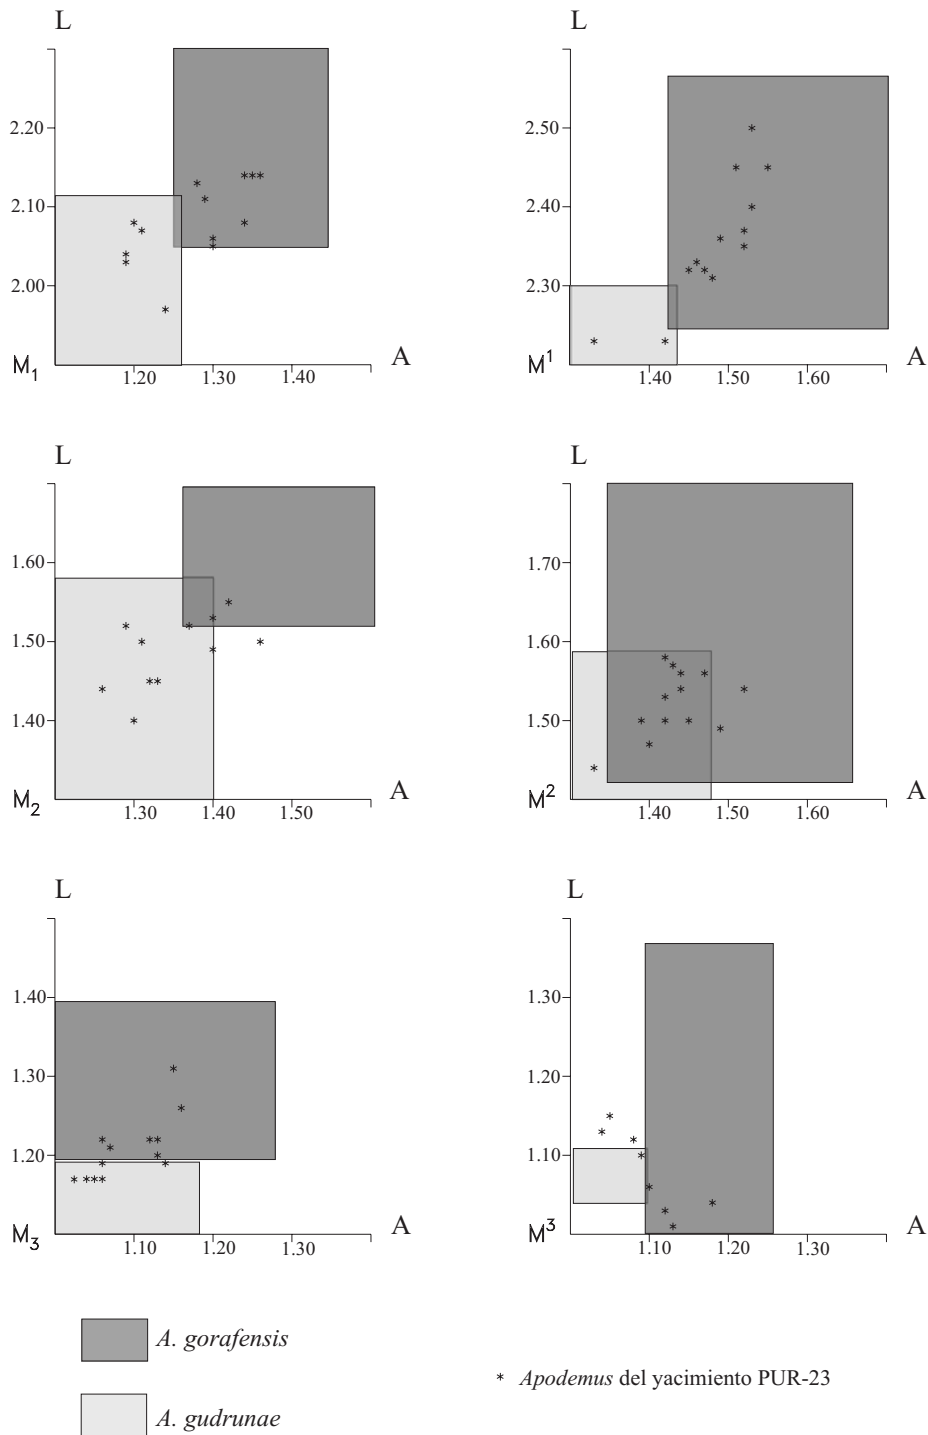 L
2.20
2.10
2.00
M1
1.20 1.30 1.40
A
L
2.50
2.40
2.30
M1
1.40 1.50 1.60
A
L
1.60
1.50
1.40
M2
1.30 1.40 1.50
A
L
1.70
1.60
1.50
M2
1.40 1.50 1.60
A
L
1.40
1.30
1.20
M3
1.10 1.20 1.30
A
L
1.30
1.20
1.10
M3
1.10 1.20 1.30
A
A. gorafensis
A. gudrunae
* Apodemus del yacimiento PUR-23